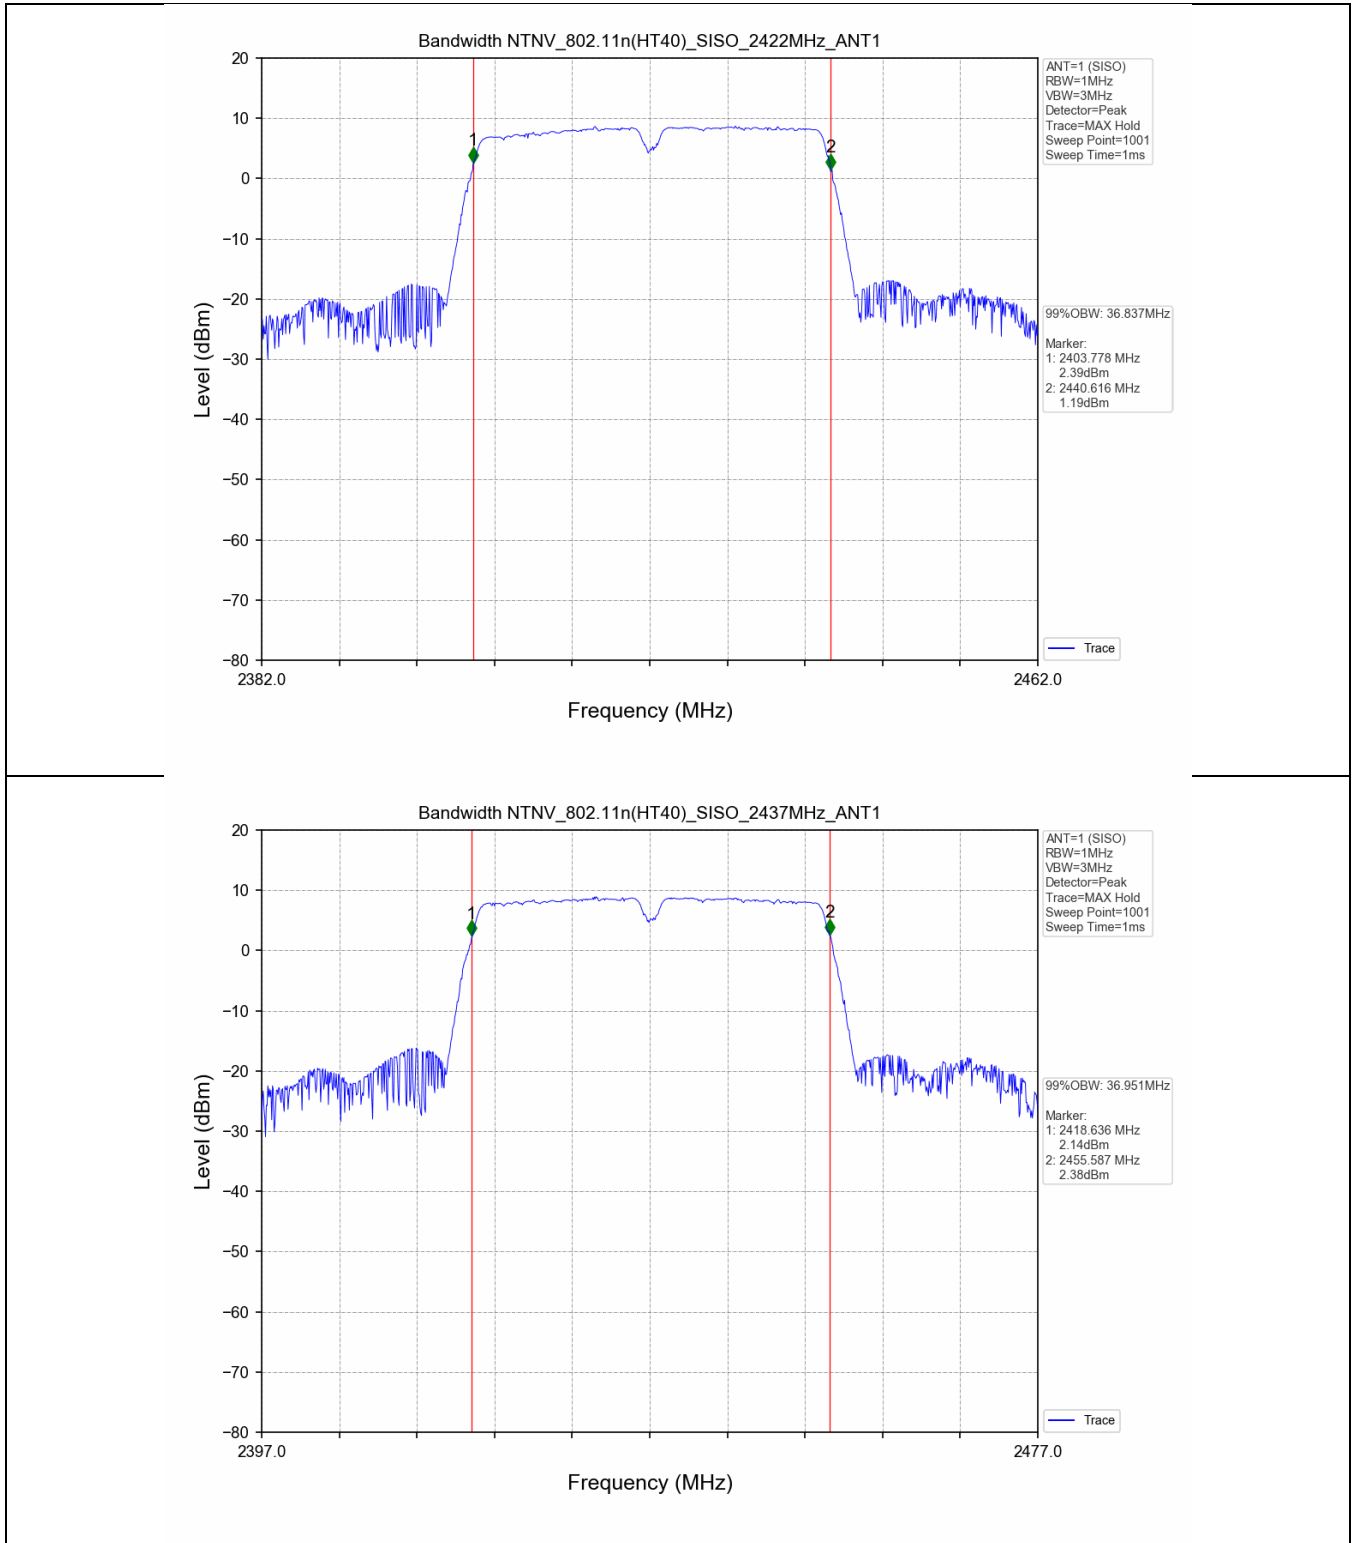 Bandwidth NTNV_802.11n(HT40)_SISO_2422MHz_ANT1
20
10
0
−10
−20
−30
−40
−50
−60
−70
−80
Level (dBm)
1
2
2382.0
2462.0
Frequency (MHz)
ANT=1 (SISO)
RBW=1MHz
VBW=3MHz
Detector=Peak
Trace=MAX Hold
Sweep Point=1001
Sweep Time=1ms
99%OBW: 36.837MHz
Marker:
1: 2403.778 MHz
2.39dBm
2: 2440.616 MHz
1.19dBm
Trace
Bandwidth NTNV_802.11n(HT40)_SISO_2437MHz_ANT1
20
10
0
−10
−20
−30
−40
−50
−60
−70
−80
Level (dBm)
1
2
2397.0
2477.0
Frequency (MHz)
ANT=1 (SISO)
RBW=1MHz
VBW=3MHz
Detector=Peak
Trace=MAX Hold
Sweep Point=1001
Sweep Time=1ms
99%OBW: 36.951MHz
Marker:
1: 2418.636 MHz
2.14dBm
2: 2455.587 MHz
2.38dBm
Trace